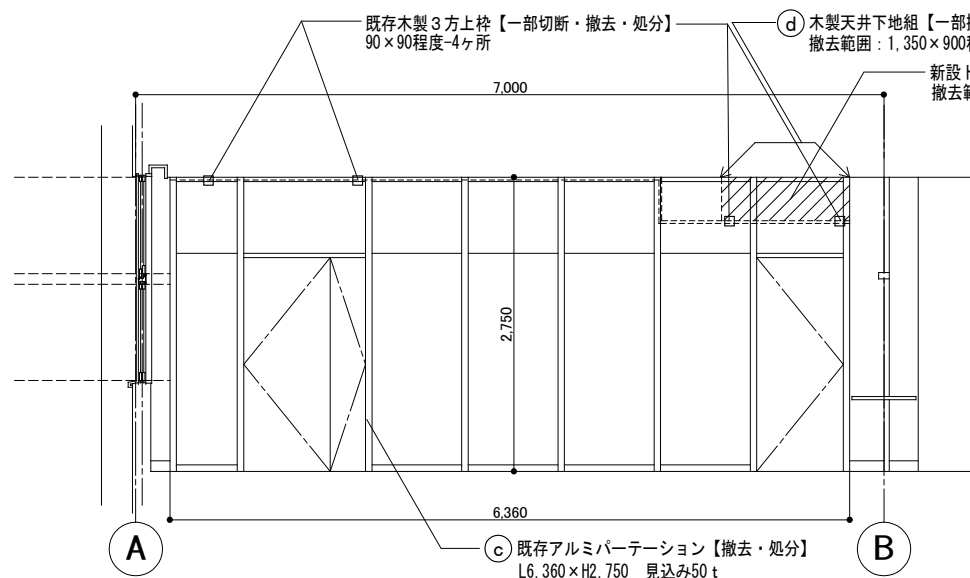 既存木製３方上枠【一部切断・撤去・処分】
90×90程度-4ヶ所
d 木製天井下地組【一部
撤去範囲：1,350×900
新設
撤去範
7,000
2,750
6,360
A
B
c 既存アルミパーテーション【撤去・処分】
L6,360×H2,750　見込み50ｔ